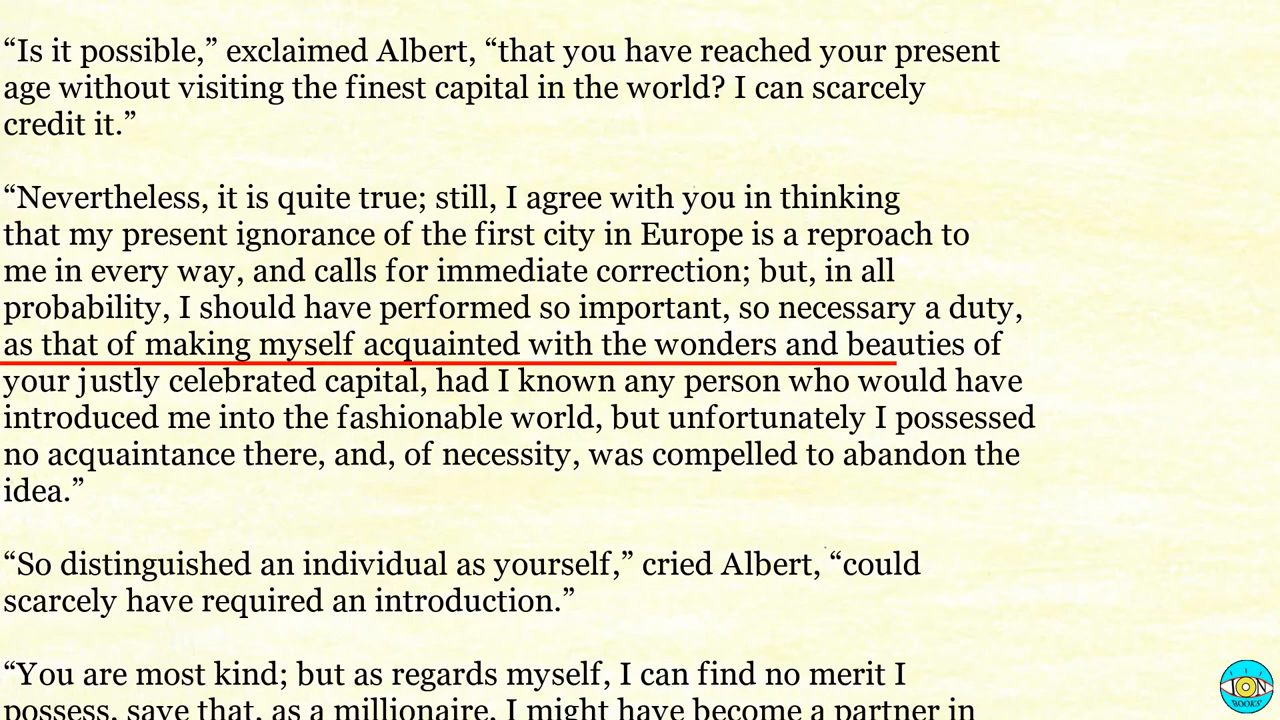 “Is it possible,” exclaimed Albert, “that you have reached your present
age without visiting the finest capital in the world? I can scarcely
credit it.”
“Nevertheless, it is quite true; still, I agree with you in thinking
that my present ignorance of the first city in Europe is a reproach to
me in every way, and calls for immediate correction; but, in all
probability, I should have performed so important, so necessary a duty,
as that of making myself acquainted with the wonders and beauties of
your justly celebrated capital, had I known any person who would have
introduced me into the fashionable world, but unfortunately I possessed
no acquaintance there, and, of necessity, was compelled to abandon the
idea.”
“So distinguished an individual as yourself,” cried Albert, “could
scarcely have required an introduction.”
“You are most kind; but as regards myself, I can find no merit I
possess, save that, as a millionaire, I might have become a partner in
ION
BOOKS